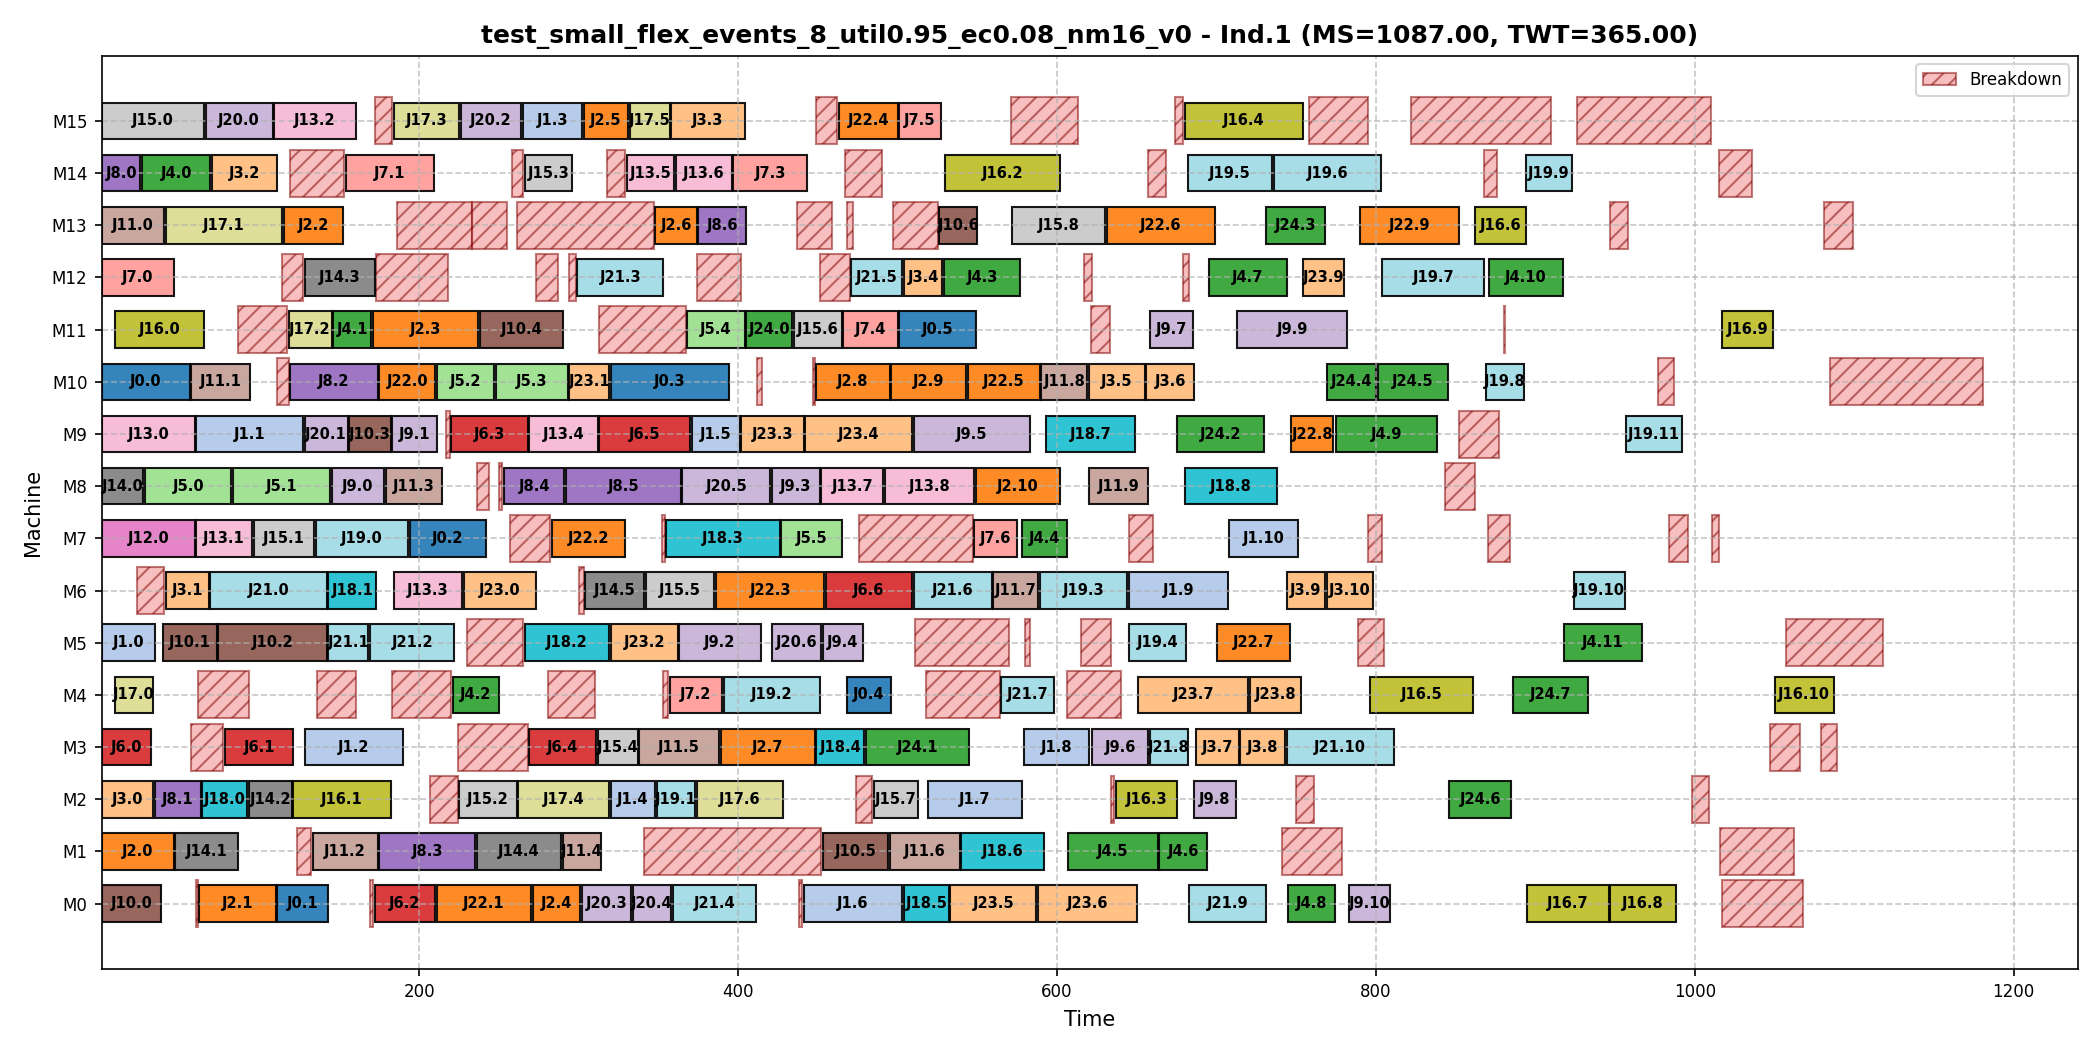 test_small_flex_events_8_util0.95_ec0.08_nm16_v0 - Ind.1 (MS=1087.00, TWT=365.00)
Breakdown
M15 J15.0 J20.0 J13.2 J17.3 J20.2 J1.3 J2.5 J17.5 J3.3 J22.4 J7.5 J16.4
M14 J8.0 J4.0 J3.2 J7.1 J15.3 J13.5 J13.6 J7.3 J16.2 J19.5 J19.6 J19.9
M13 J11.0 J17.1 J2.2 J2.6 J8.6 J10.6 J15.8 J22.6 J24.3 J22.9 J16.6
M12 J7.0 J14.3 J21.3 J21.5 J3.4 J4.3 J4.7 J23.9 J19.7 J4.10
M11 J16.0 J17.2 J4.1 J2.3 J10.4 J5.4 J24.0 J15.6 J7.4 J0.5 J9.7 J9.9 J16.9
M10 J0.0 J11.1 J8.2 J22.0 J5.2 J5.3 J23.1 J0.3 J2.8 J2.9 J22.5 J11.8 J3.5 J3.6 J24.4 J24.5 J19.8
M9 J13.0 J1.1 J20.1 J10.3 J9.1 J6.3 J13.4 J6.5 J1.5 J23.3 J23.4 J9.5 J18.7 J24.2 J22.8 J4.9 J19.11
M8 J14.0 J5.0 J5.1 J9.0 J11.3 J8.4 J8.5 J20.5 J9.3 J13.7 J13.8 J2.10 J11.9 J18.8
M7 J12.0 J13.1 J15.1 J19.0 J0.2 J22.2 J18.3 J5.5 J7.6 J4.4 J1.10
M6 J3.1 J21.0 J18.1 J13.3 J23.0 J14.5 J15.5 J22.3 J6.6 J21.6 J11.7 J19.3 J1.9 J3.9 J3.10 J19.10
M5 J1.0 J10.1 J10.2 J21.1 J21.2 J18.2 J23.2 J9.2 J20.6 J9.4 J19.4 J22.7 J4.11
M4 J17.0 J4.2 J7.2 J19.2 J0.4 J21.7 J23.7 J23.8 J16.5 J24.7 J16.10
M3 J6.0 J6.1 J1.2 J6.4 J15.4 J11.5 J2.7 J18.4 J24.1 J1.8 J9.6 J21.8 J3.7 J3.8 J21.10
M2 J3.0 J8.1 J18.0 J14.2 J16.1 J15.2 J17.4 J1.4 J19.1 J17.6 J15.7 J1.7 J16.3 J9.8 J24.6
M1 J2.0 J14.1 J11.2 J8.3 J14.4 J11.4 J10.5 J11.6 J18.6 J4.5 J4.6
M0 J10.0 J2.1 J0.1 J6.2 J22.1 J2.4 J20.3 J20.4 J21.4 J1.6 J18.5 J23.5 J23.6 J21.9 J4.8 J9.10 J16.7 J16.8
Machine
200 400 600 800 1000 1200
Time